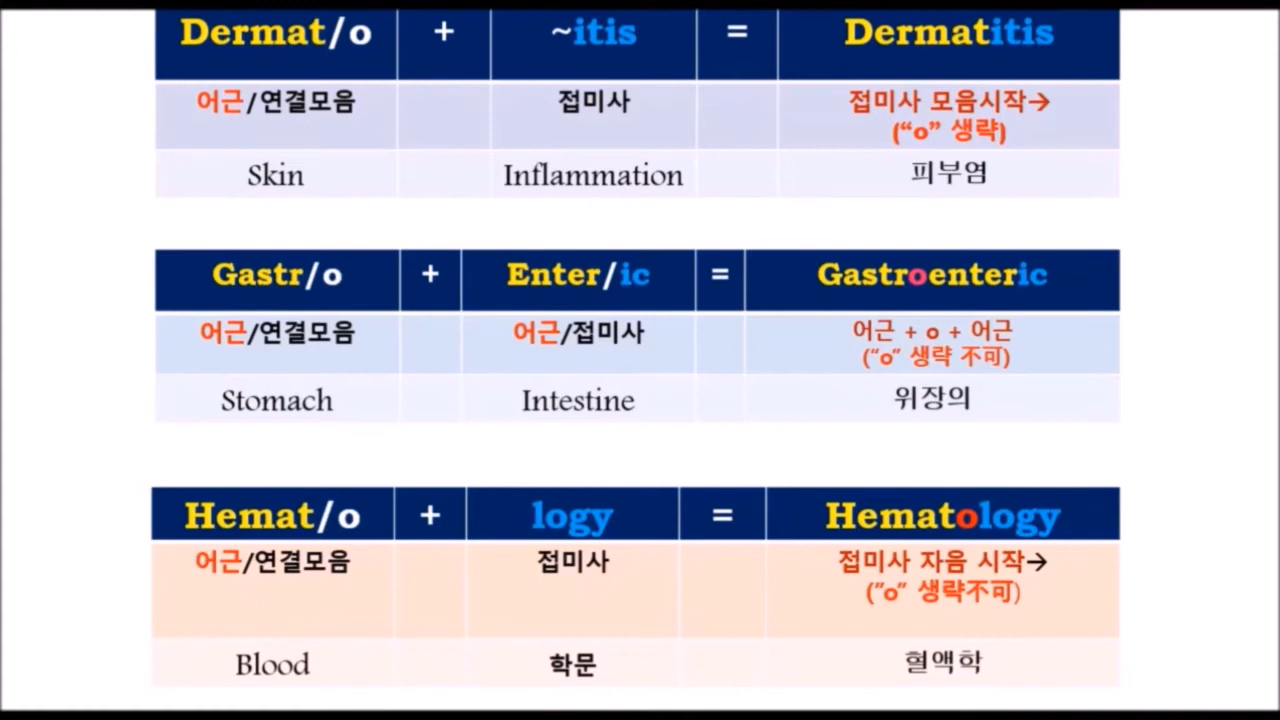 Dermat/o + ~itis = Dermatitis
어근/연결모음 접미사 접미사 모음시작→
(“o” 생략)
Skin Inflammation 피부염
Gastr/o + Enter/ic = Gastroenteric
어근/연결모음 어근/접미사 어근 + o + 어근
(“o” 생략 不可)
Stomach Intestine 위장의
Hemat/o + logy = Hematology
어근/연결모음 접미사 접미사 자음 시작→
(”o” 생략不可)
Blood 학문 혈액학